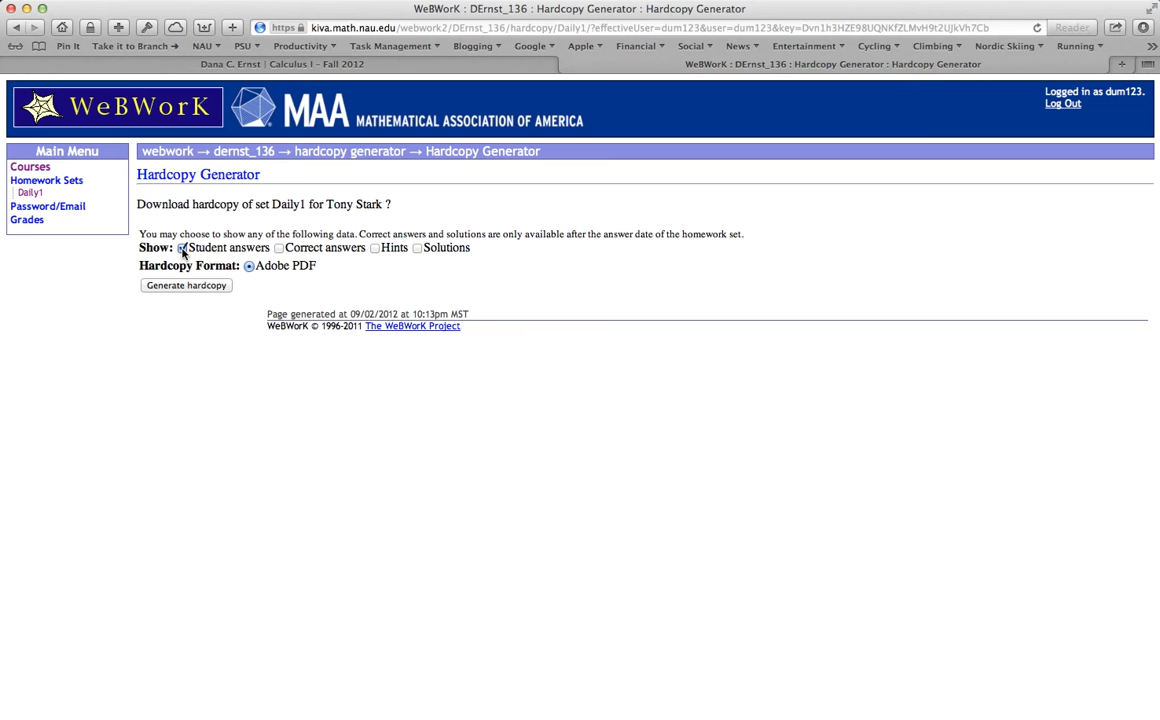 WeBWorK : DErnst_136 : Hardcopy Generator : Hardcopy Generator
https kiva.math.nau.edu/webwork2/DErnst_136/hardcopy/Daily1/?effectiveUser=dum123&user=dum123&key=Dvn1h3HZE98UQNKfZLMvH9t2UJkVh7Cb Reader
Pin It Take it to Branch → NAU PSU Productivity Task Management Blogging Google Apple Financial Social News Entertainment Cycling Climbing Nordic Skiing Running
Dana C. Ernst | Calculus I – Fall 2012 WeBWorK : DErnst_136 : Hardcopy Generator : Hardcopy Generator
WeBWorK MAA MATHEMATICAL ASSOCIATION OF AMERICA
Logged in as dum123.
Log Out
Main Menu
Courses
Homework Sets
Daily1
Password/Email
Grades
webwork → dernst_136 → hardcopy generator → Hardcopy Generator
Hardcopy Generator
Download hardcopy of set Daily1 for Tony Stark ?
You may choose to show any of the following data. Correct answers and solutions are only available after the answer date of the homework set.
Show: Student answers Correct answers Hints Solutions
Hardcopy Format: Adobe PDF
Generate hardcopy
Page generated at 09/02/2012 at 10:13pm MST
WeBWorK © 1996-2011 The WeBWorK Project